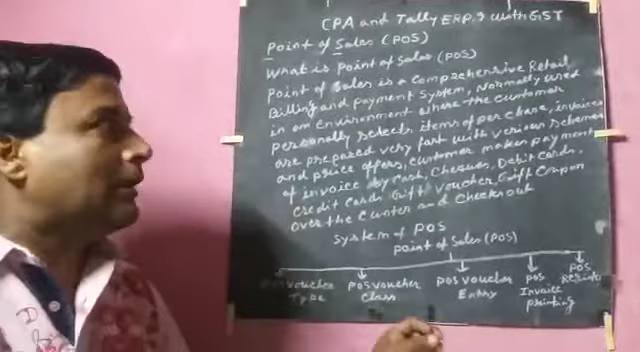 CPA and Tally ERP.9 with GST
Point of Sales (POS)
What is Point of Sales (POS)
Point of Sales is a Comprehensive Retail
Billing and payment System, Normally used
in an Environment where the Customer
personally selects items of perchase, invoices
are prepared very fast with verious schemes
and price offers, customer makes payment
of invoice by Cash, Cheques, Debit Cards,
Credit Cards Gift Voucher, Gift Coupon
over the Cunter and Checkout
System of POS
Point of Sales (POS)
POS Voucher Type
POS Voucher Class
POS Voucher Entry
POS Invoice printing
POS